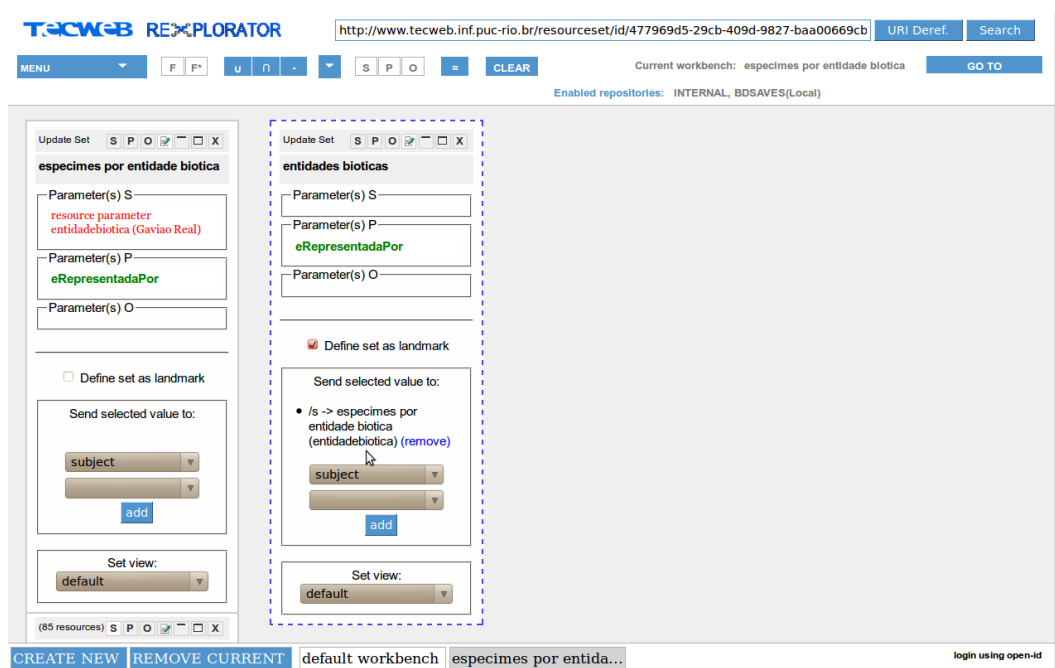 TECWEB REXPLORATOR
http://www.tecweb.inf.puc-rio.br/resourceset/id/477969d5-29cb-409d-9827-baa00669cb
URI Deref.
Search
MENU
F F*
∪ ∩ -
S P O
=
CLEAR
Current workbench: especimes por entidade biotica
GO TO
Enabled repositories: INTERNAL, BDSAVES(Local)
Update Set S P O X
especimes por entidade biotica
Parameter(s) S
resource parameter
entidadebiotica (Gaviao Real)
Parameter(s) P
eRepresentadaPor
Parameter(s) O
Define set as landmark
Send selected value to:
subject
add
Set view:
default
(85 resources) S P O X
Update Set S P O X
entidades bioticas
Parameter(s) S
Parameter(s) P
eRepresentadaPor
Parameter(s) O
Define set as landmark
Send selected value to:
/s -> especimes por
entidade biotica
(entidadebiotica) (remove)
subject
add
Set view:
default
CREATE NEW
REMOVE CURRENT
default workbench
especimes por entida...
login using open-id